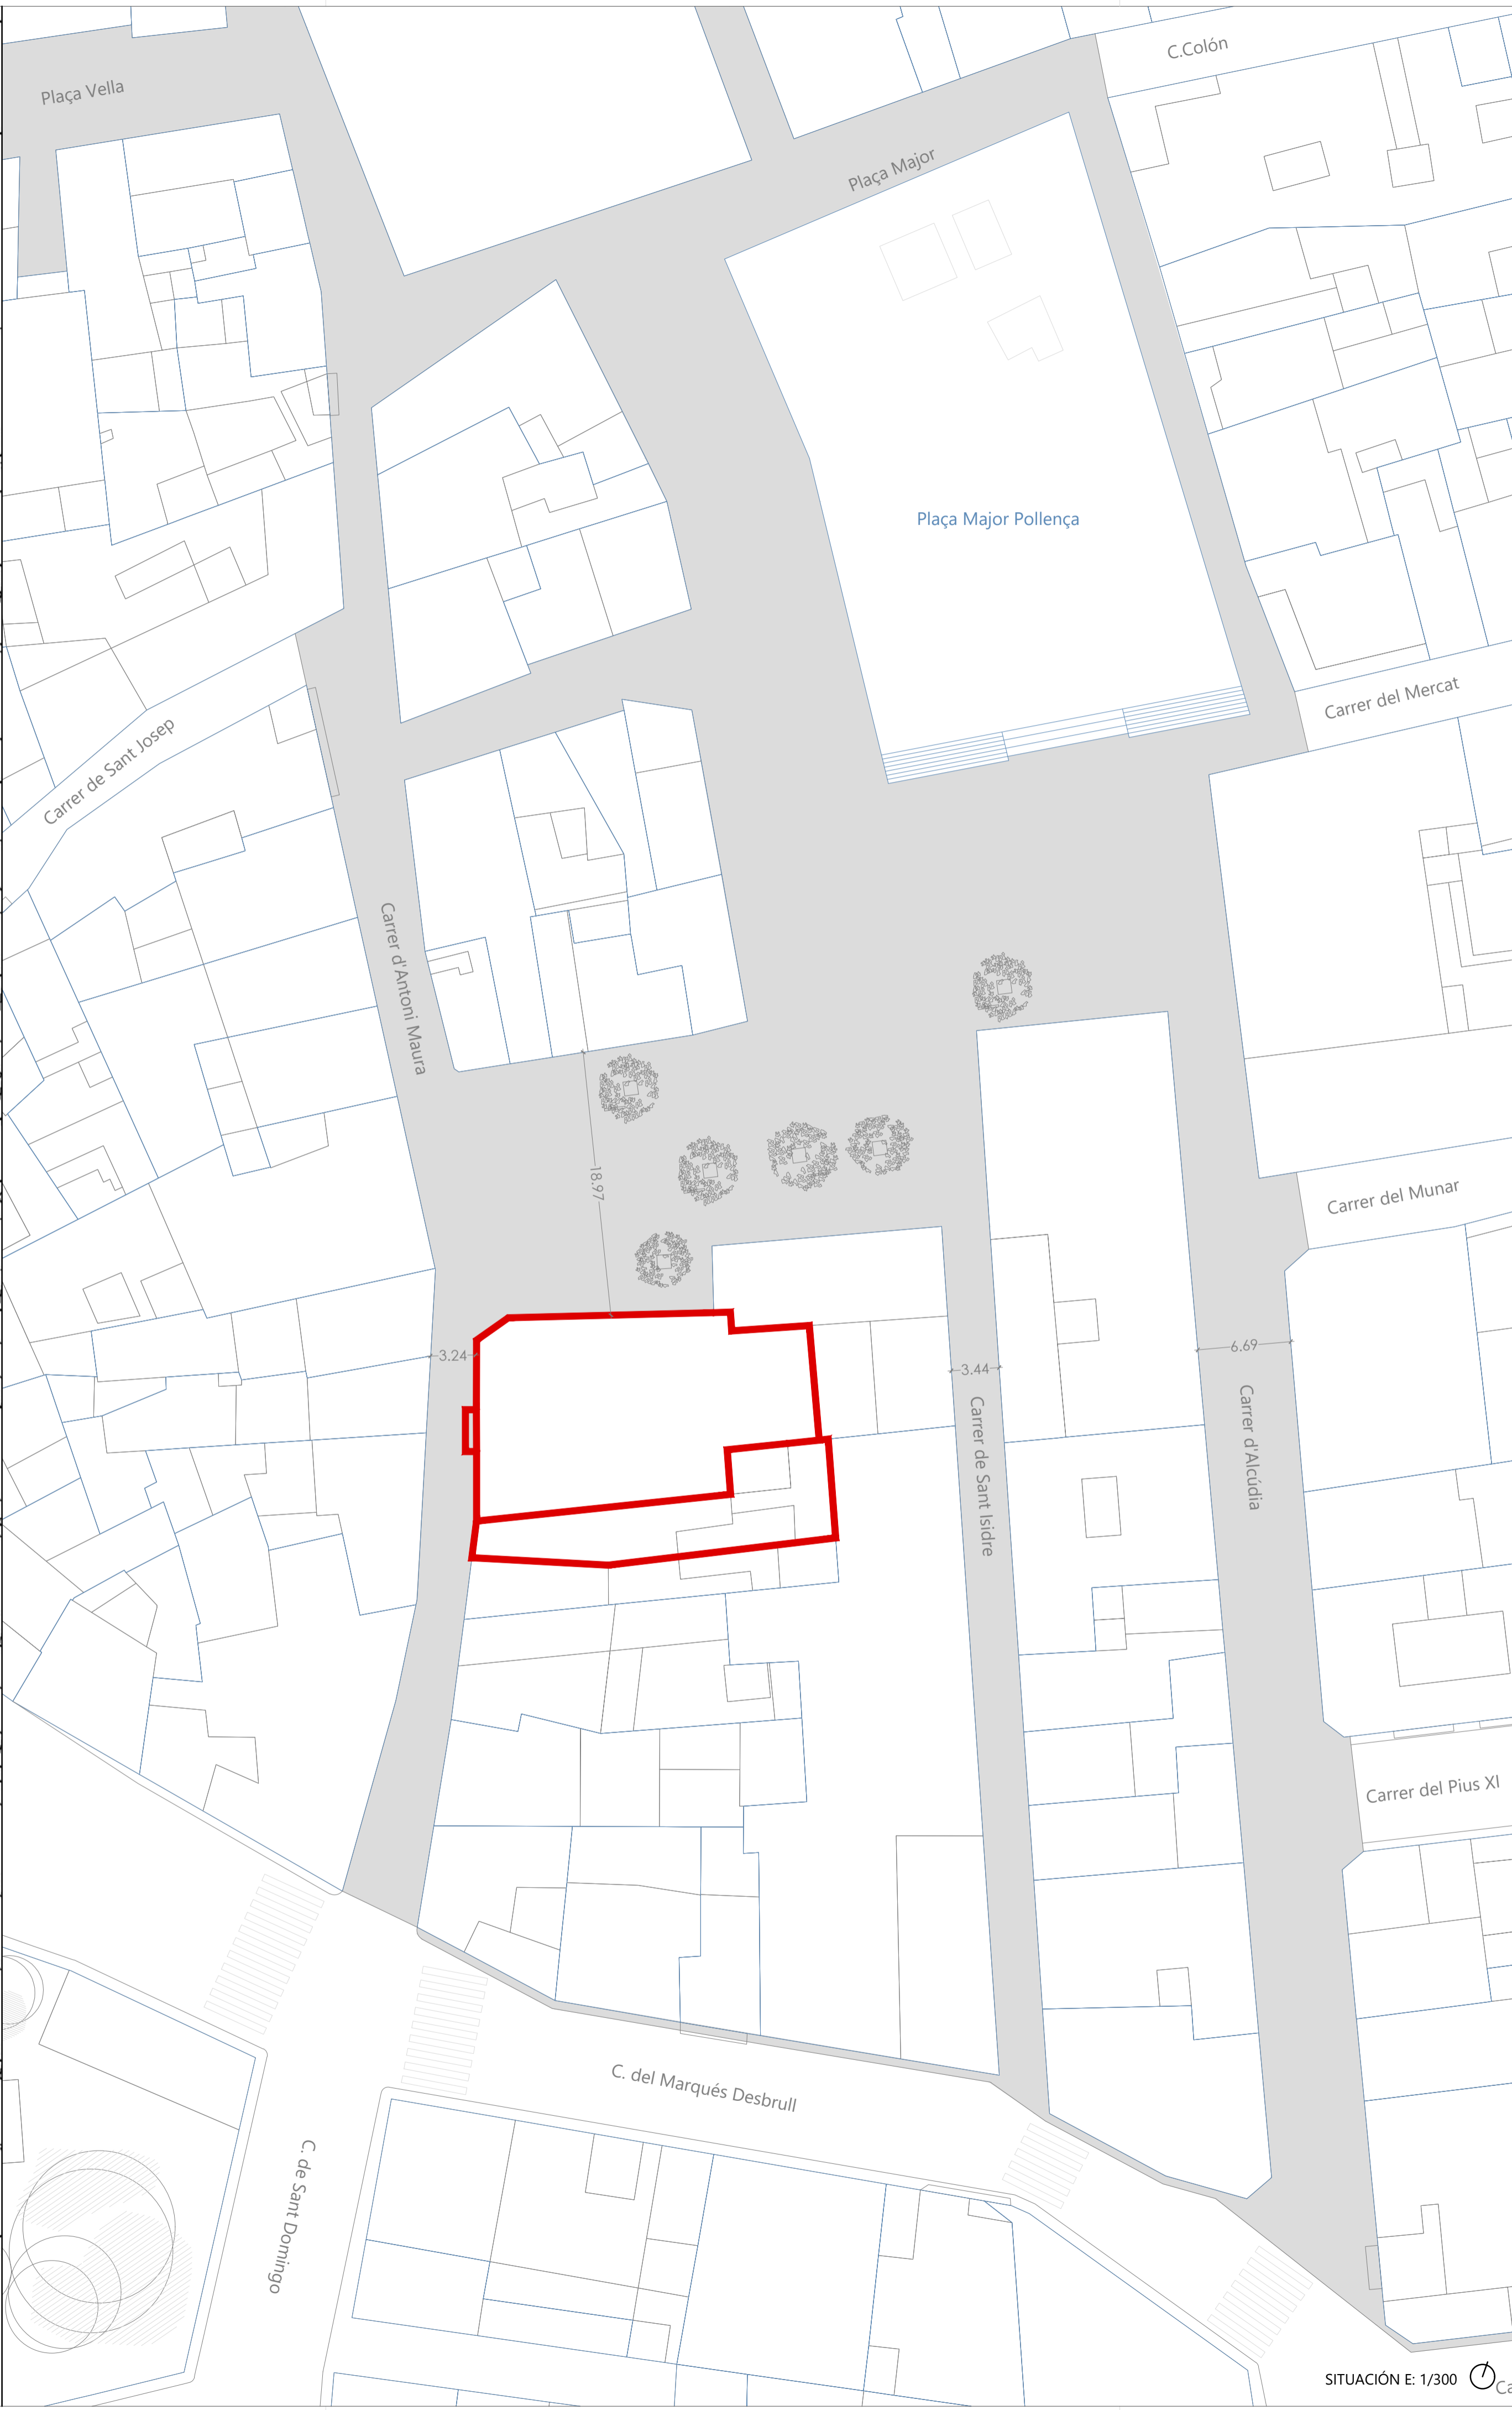 C.Colón
Plaça Vella
Plaça Major
Plaça Major Pollença
Carrer del Mercat
Carrer de Sant Josep
Carrer d'Antoni Maura
18.97
Carrer del Munar
3.24
3.44
6.69
Carrer de Sant Isidre
Carrer d'Alcúdia
Carrer del Pius XI
C. del Marqués Desbrull
C. de Sant Domingo
SITUACIÓN E: 1/300